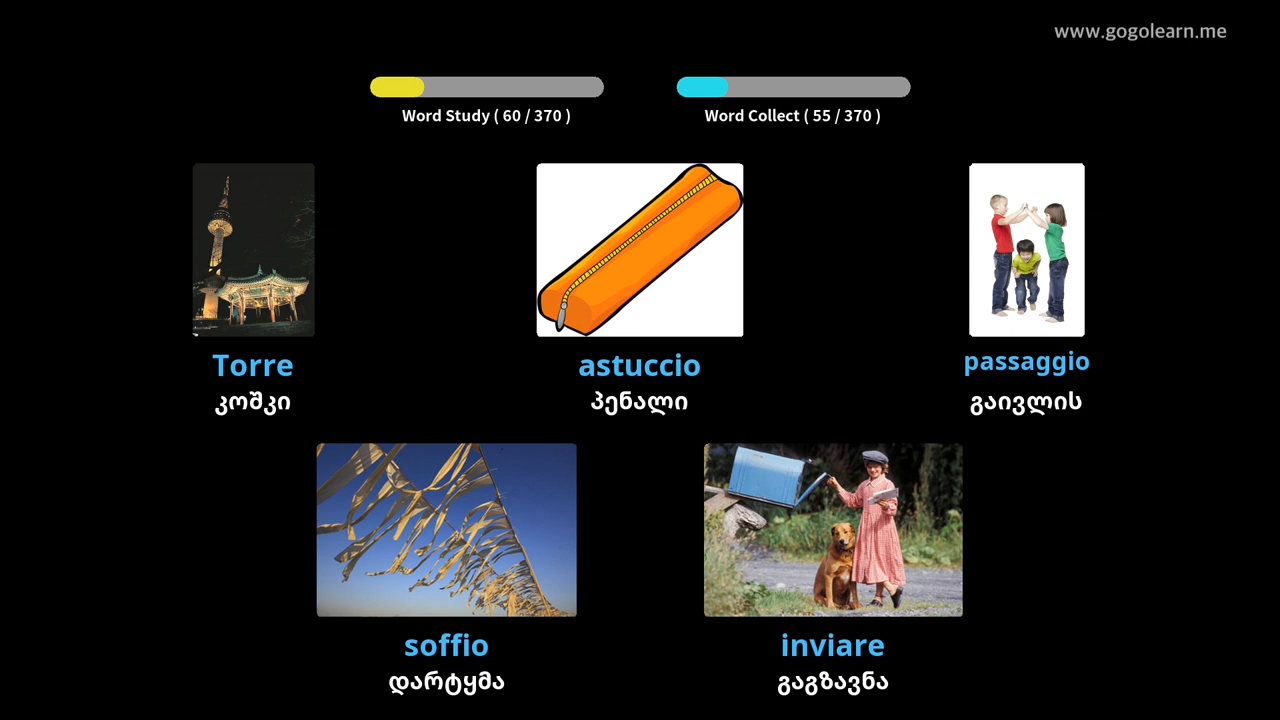 www.gogolearn.me
Word Study ( 60 / 370 )
Word Collect ( 55 / 370 )
Torre
კოშკი
astuccio
პენალი
passaggio
გაივლის
soffio
დარტყმა
inviare
გაგზავნა